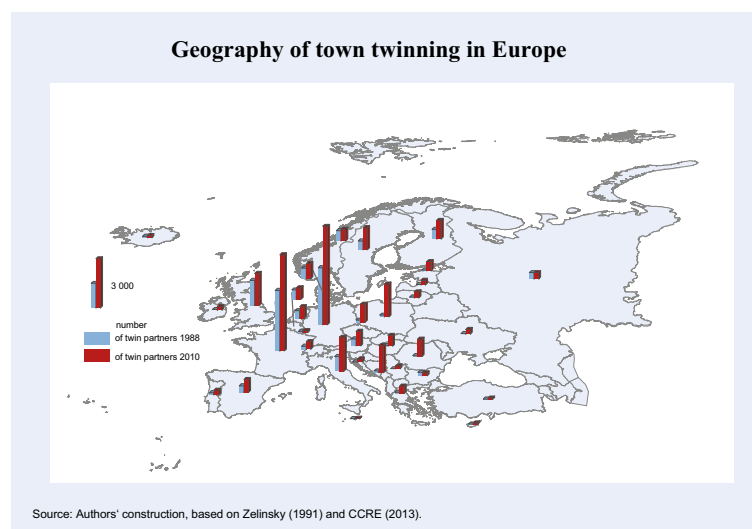 Geography of town twinning in Europe
3 000
number
of twin partners 1988
of twin partners 2010
Source: Authors‘ construction, based on Zelinsky (1991) and CCRE (2013).